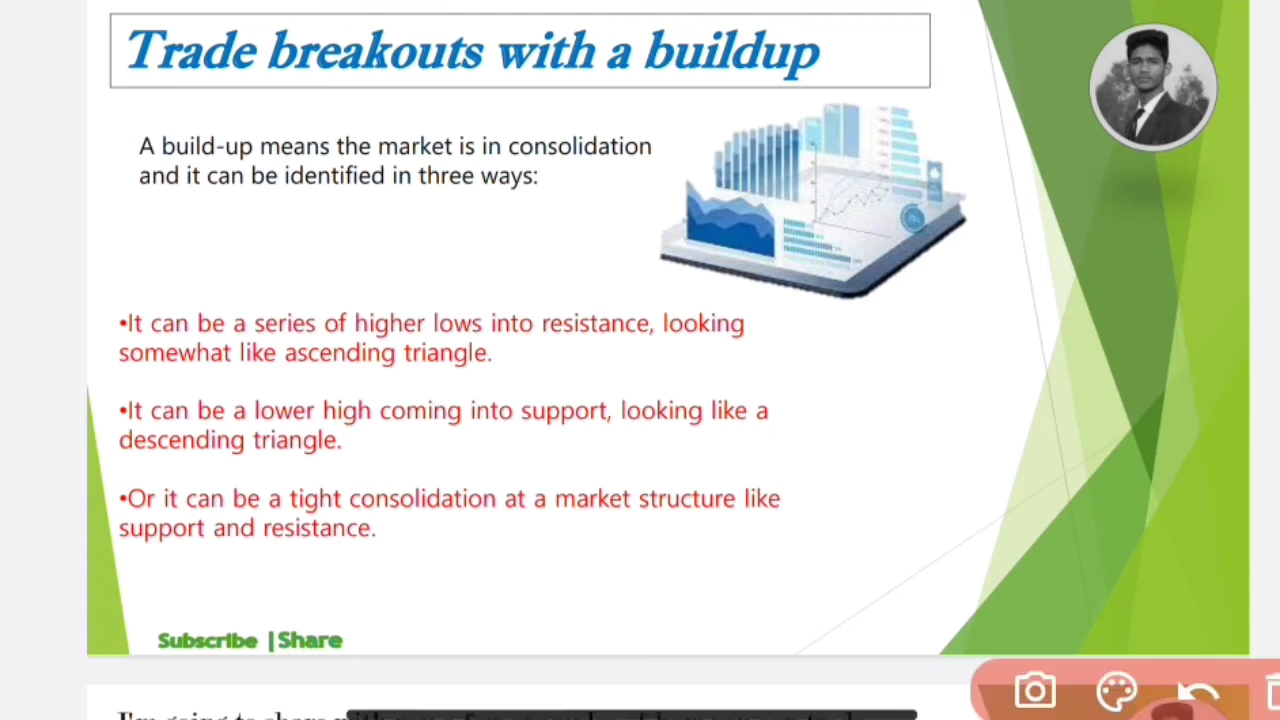 Trade breakouts with a buildup
A build-up means the market is in consolidation
and it can be identified in three ways:
•It can be a series of higher lows into resistance, looking
somewhat like ascending triangle.
•It can be a lower high coming into support, looking like a
descending triangle.
•Or it can be a tight consolidation at a market structure like
support and resistance.
Subscribe |Share
I'm going to share